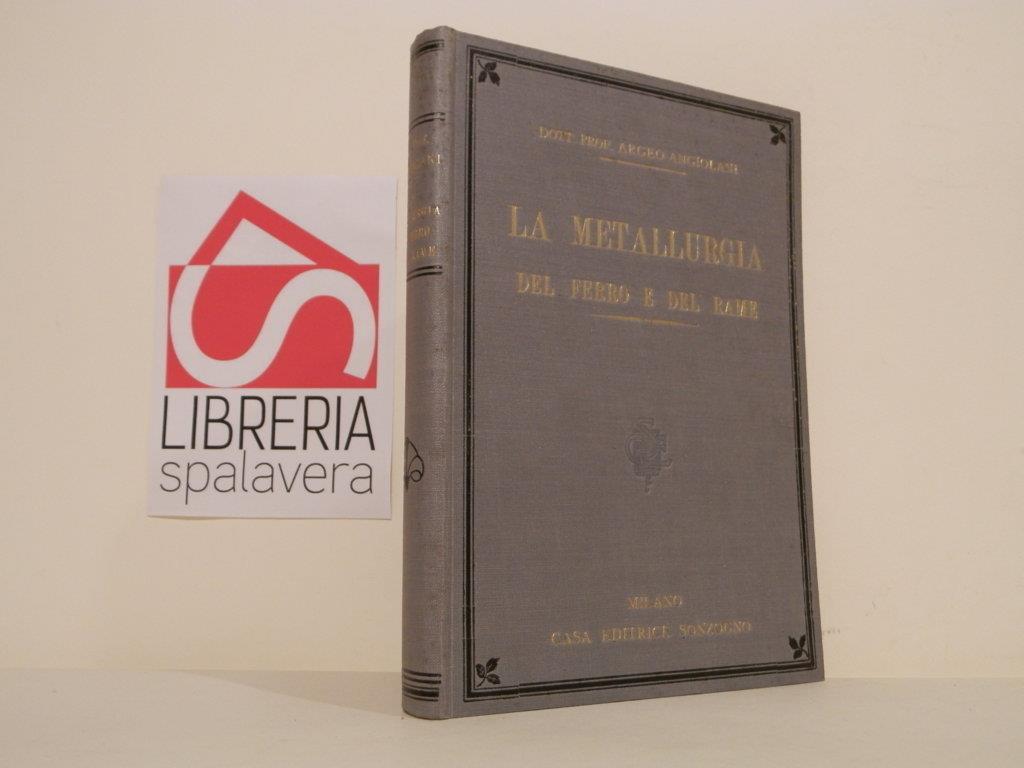 LIBRERIA
spalavera
DOTT. PROF. ARGEO ANGIOLANI
LA METALLURGIA
DEL FERRO E DEL RAME
MILANO
CASA EDITRICE SONZOGNO